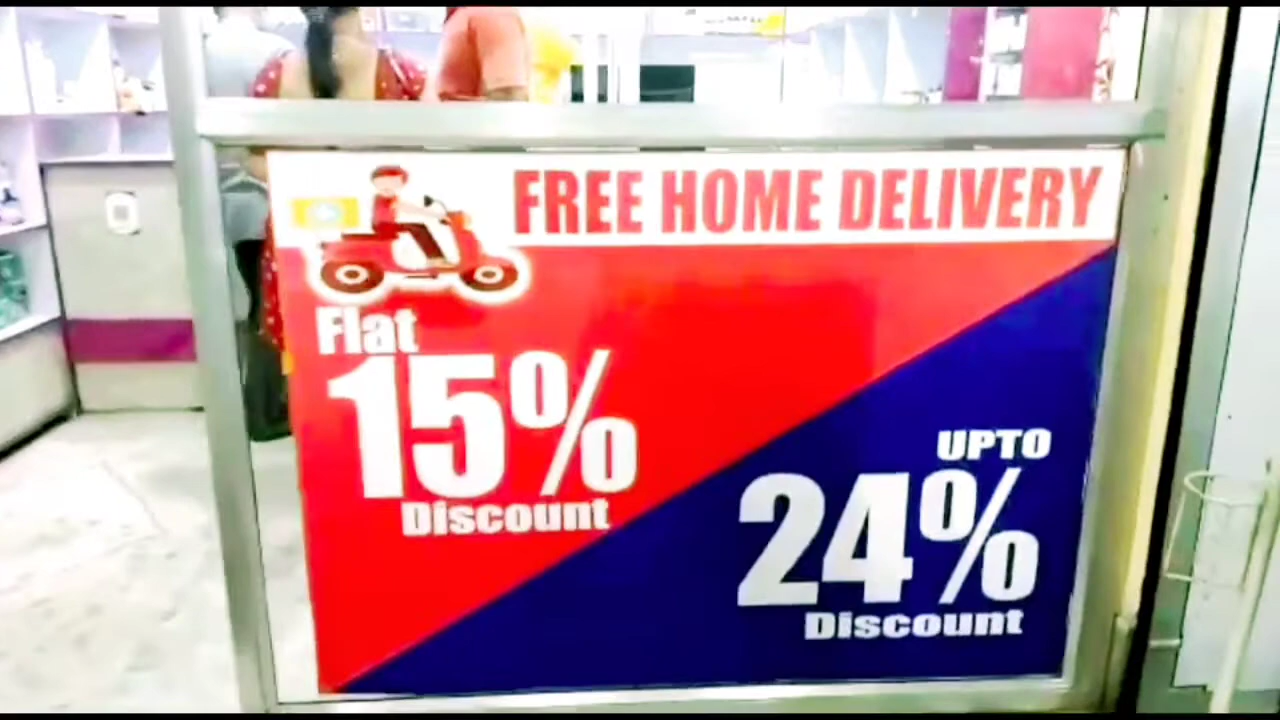 FREE HOME DELIVERY
Flat
15%
Discount
UPTO
24%
Discount